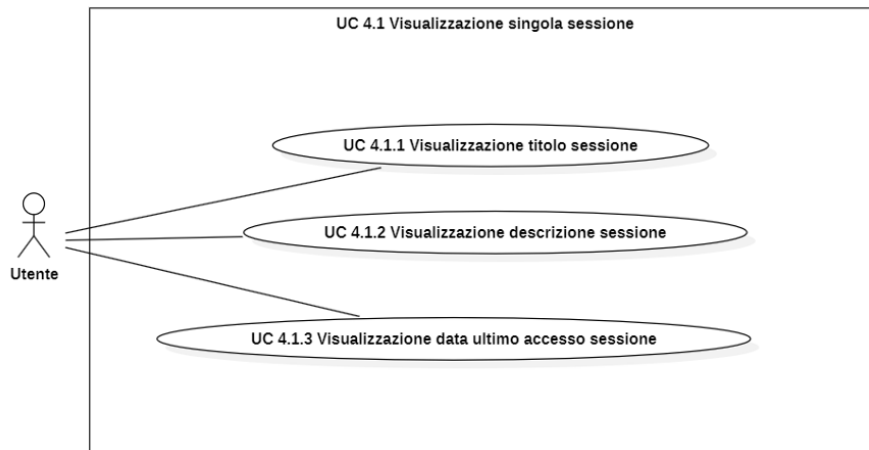 UC 4.1 Visualizzazione singola sessione
UC 4.1.1 Visualizzazione titolo sessione
UC 4.1.2 Visualizzazione descrizione sessione
Utente
UC 4.1.3 Visualizzazione data ultimo accesso sessione